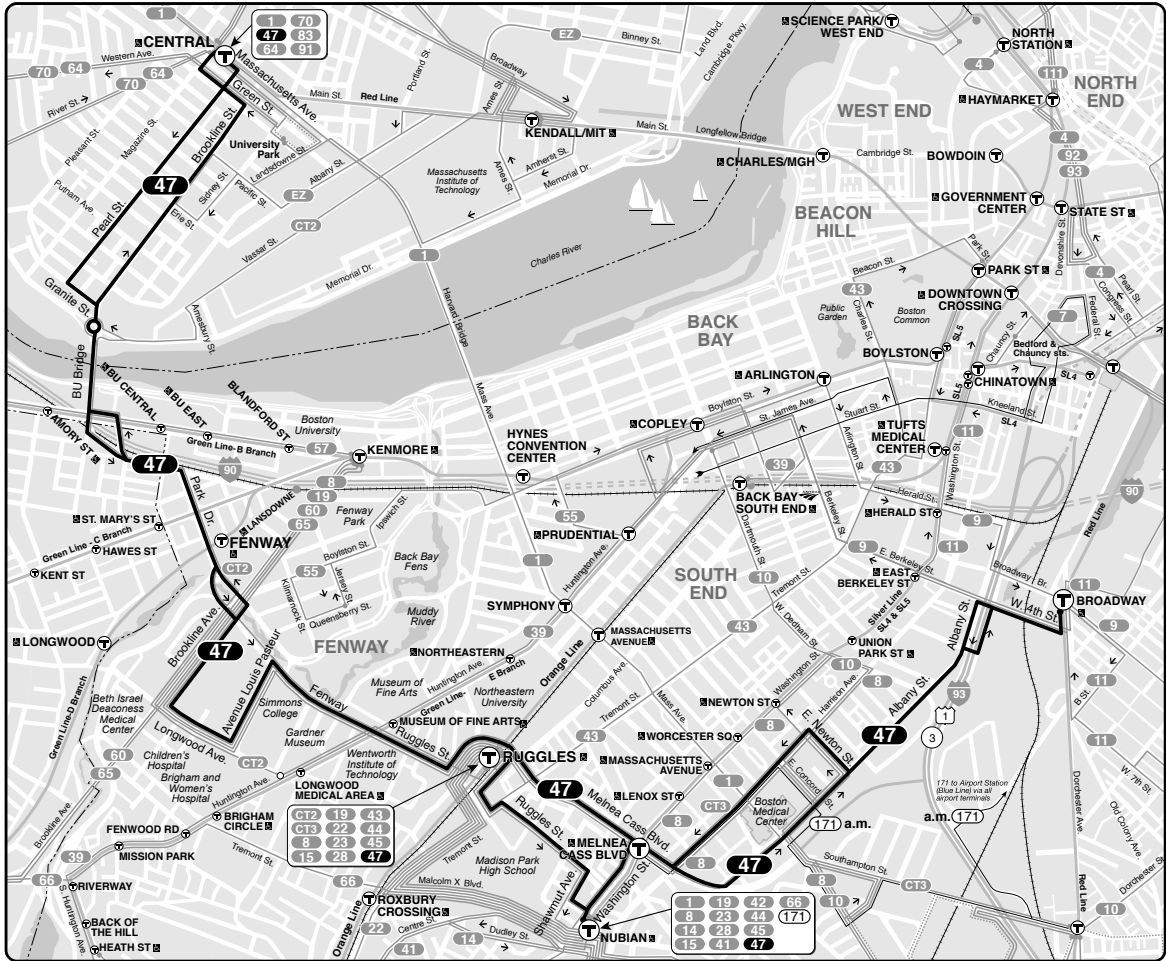 1
1 70
47 83
64 91
CENTRAL
Western Ave.
70 64
64
70
River St.
Massachusetts Ave.
Green St.
Main St.
Red Line
Portland St.
Broadway
EZ
Binney St.
Land Blvd.
Cambridge Pkwy.
Ames St.
KENDALL/MIT
Main St.
Longfellow Bridge
SCIENCE PARK/
WEST END
NORTH
STATION
4
111
HAYMARKET
NORTH
END
WEST END
CHARLES/MGH
Cambridge St.
BOWDOIN
4
92
93
GOVERNMENT
CENTER
STATE ST
Pleasant St.
Magazine St.
Brookline St.
University
Park
Landsdowne St.
Albany St.
Pacific St.
Sidney St.
Erie St.
EZ
CT2
47
Pearl St.
Putnam Ave.
Granite St.
Vassar St.
Memorial Dr.
Amesbury St.
Massachusetts
Institute of
Technology
Ames St.
Amherst St.
Memorial Dr.
1
Charles River
Harvard Bridge
BEACON
HILL
Beacon St.
43
Park St.
PARK ST
Devonshire St.
4
Pearl St.
Congress St.
Federal St.
7
DOWNTOWN
CROSSING
Public
Garden
Boston
Common
Charles St.
BOYLSTON
SL5
Chauncy St.
Bedford &
Chauncy sts.
SL4
CHINATOWN
SL5
Kneeland St.
SL4
BACK
BAY
ARLINGTON
Boylston St.
St. James Ave.
Stuart St.
COPLEY
Arlington St.
TUFTS
MEDICAL
CENTER
11
43
Washington St.
BU Bridge
BU CENTRAL
BU EAST
BLANDFORD ST
Boston
University
AMORY ST
Green Line-B Branch
57
KENMORE
Mass Ave.
HYNES
CONVENTION
CENTER
47
90
8
19
60
65
LANSDOWNE
Park
Dr.
Fenway
Park
Ipswich St.
39
BACK BAY
SOUTH END
Berkeley St.
Herald St.
HERALD ST
90
Red Line
ST. MARY'S ST
Green Line - C Branch
HAWES ST
KENT ST
FENWAY
CT2
Boylston St.
55
Kilmarnock St.
Jersey St.
Queensberry St.
Back Bay
Fens
Muddy
River
55
PRUDENTIAL
1
Huntington Ave.
Dartmouth St.
9
E. Berkeley St.
EAST
BERKELEY ST
11
9
Broadway Br.
11
BROADWAY
SOUTH
END
10
Tremont St.
Silver Line
SL4 & SL5
W. 4th St.
9
LONGWOOD
Brookline Ave.
47
FENWAY
SYMPHONY
39
MASSACHUSETTS
AVENUE
43
W. Dedham St.
UNION
PARK ST
Albany St.
Green Line-D Branch
Avenue Louis Pasteur
NORTHEASTERN
Huntington Ave.
Green Line-
E Branch
Orange Line
Columbus Ave.
Washington St.
10
Harrison Ave.
8
93
1
3
B St.
11
Beth Israel
Deaconess
Medical
Center
Simmons
College
Fenway
Museum of
Fine Arts
Northeastern
University
Tremont St.
Mass Ave.
NEWTON ST
Albany St.
47
Longwood Ave.
Gardner
Museum
MUSEUM OF FINE ARTS
Ruggles St.
43
WORCESTER SQ
8
E. Newton St.
11
60
65
Children's
Hospital
Brigham and
Women's
Hospital
CT2
Huntington Ave.
Wentworth
Institute of
Technology
RUGGLES
MASSACHUSETTS
AVENUE
1
E. Concord St.
171 to Airport Station
(Blue Line) via all
airport terminals
Dorchester Ave.
W. 7th St.
LONGWOOD
MEDICAL AREA
CT2 19 43
CT3 22 44
8 23 45
15 28 47
47
Melnea Cass Blvd.
LENOX ST
CT3
8
Boston
Medical
Center
171 a.m.
a.m. 171
Old Colony Ave.
Brookline Ave.
FENWOOD RD
BRIGHAM
CIRCLE
MISSION PARK
Tremont St.
Tremont St.
Ruggles St.
MELNEA
CASS BLVD
8
47
Southampton St.
39
66
RIVERWAY
66
Madison Park
High School
Malcolm X Blvd.
Shawmut Ave.
Washington St.
8
10
CT3
Red Line
Dorchester St.
10
S. Huntington Ave.
BACK OF
THE HILL
HEATH ST
Orange Line
ROXBURY
CROSSING
22
Centre St.
41
14
Dudley St.
NUBIAN
1 19 42 66
8 23 44 171
14 28 45
15 41 47